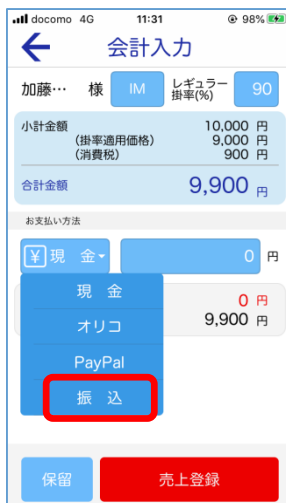 docomo 4G 11:31 98%
会計入力
加藤… 様 IM レギュラー掛率(%) 90
小計金額 10,000 円
(掛率適用価格) 9,000 円
(消費税) 900 円
合計金額 9,900 円
お支払い方法
¥現 金 0 円
現 金
0 円
オリコ
9,900 円
PayPal
振 込
保留 売上登録